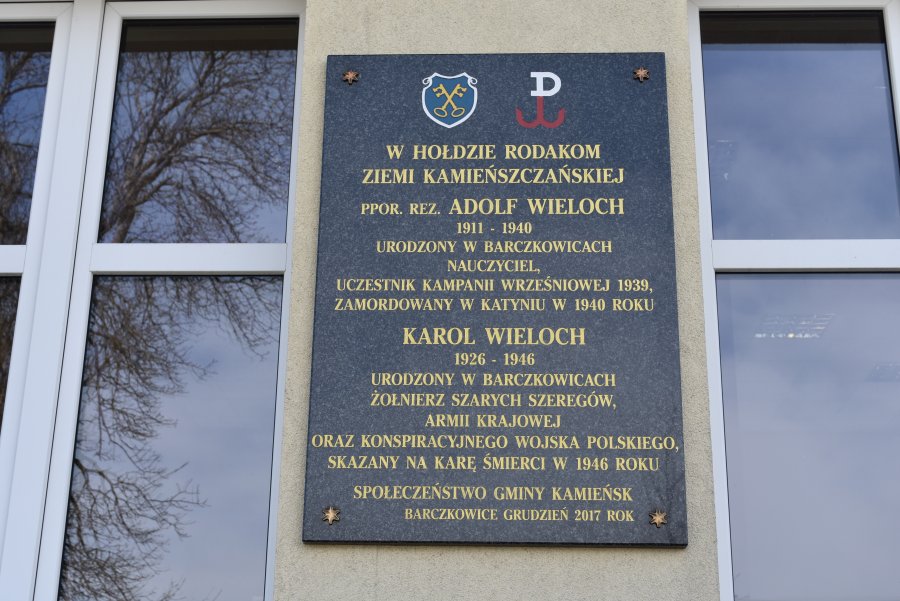 W HOŁDZIE RODAKOM
ZIEMI KAMIEŃSZCZAŃSKIEJ
PPOR. REZ. ADOLF WIELOCH
1911 - 1940
URODZONY W BARCZKOWICACH
NAUCZYCIEL,
UCZESTNIK KAMPANII WRZEŚNIOWEJ 1939,
ZAMORDOWANY W KATYNIU W 1940 ROKU
KAROL WIELOCH
1926 - 1946
URODZONY W BARCZKOWICACH
ŻOŁNIERZ SZARYCH SZEREGÓW,
ARMII KRAJOWEJ
ORAZ KONSPIRACYJNEGO WOJSKA POLSKIEGO,
SKAZANY NA KARĘ ŚMIERCI W 1946 ROKU
SPOŁECZEŃSTWO GMINY KAMIEŃSK
BARCZKOWICE GRUDZIEŃ 2017 ROK